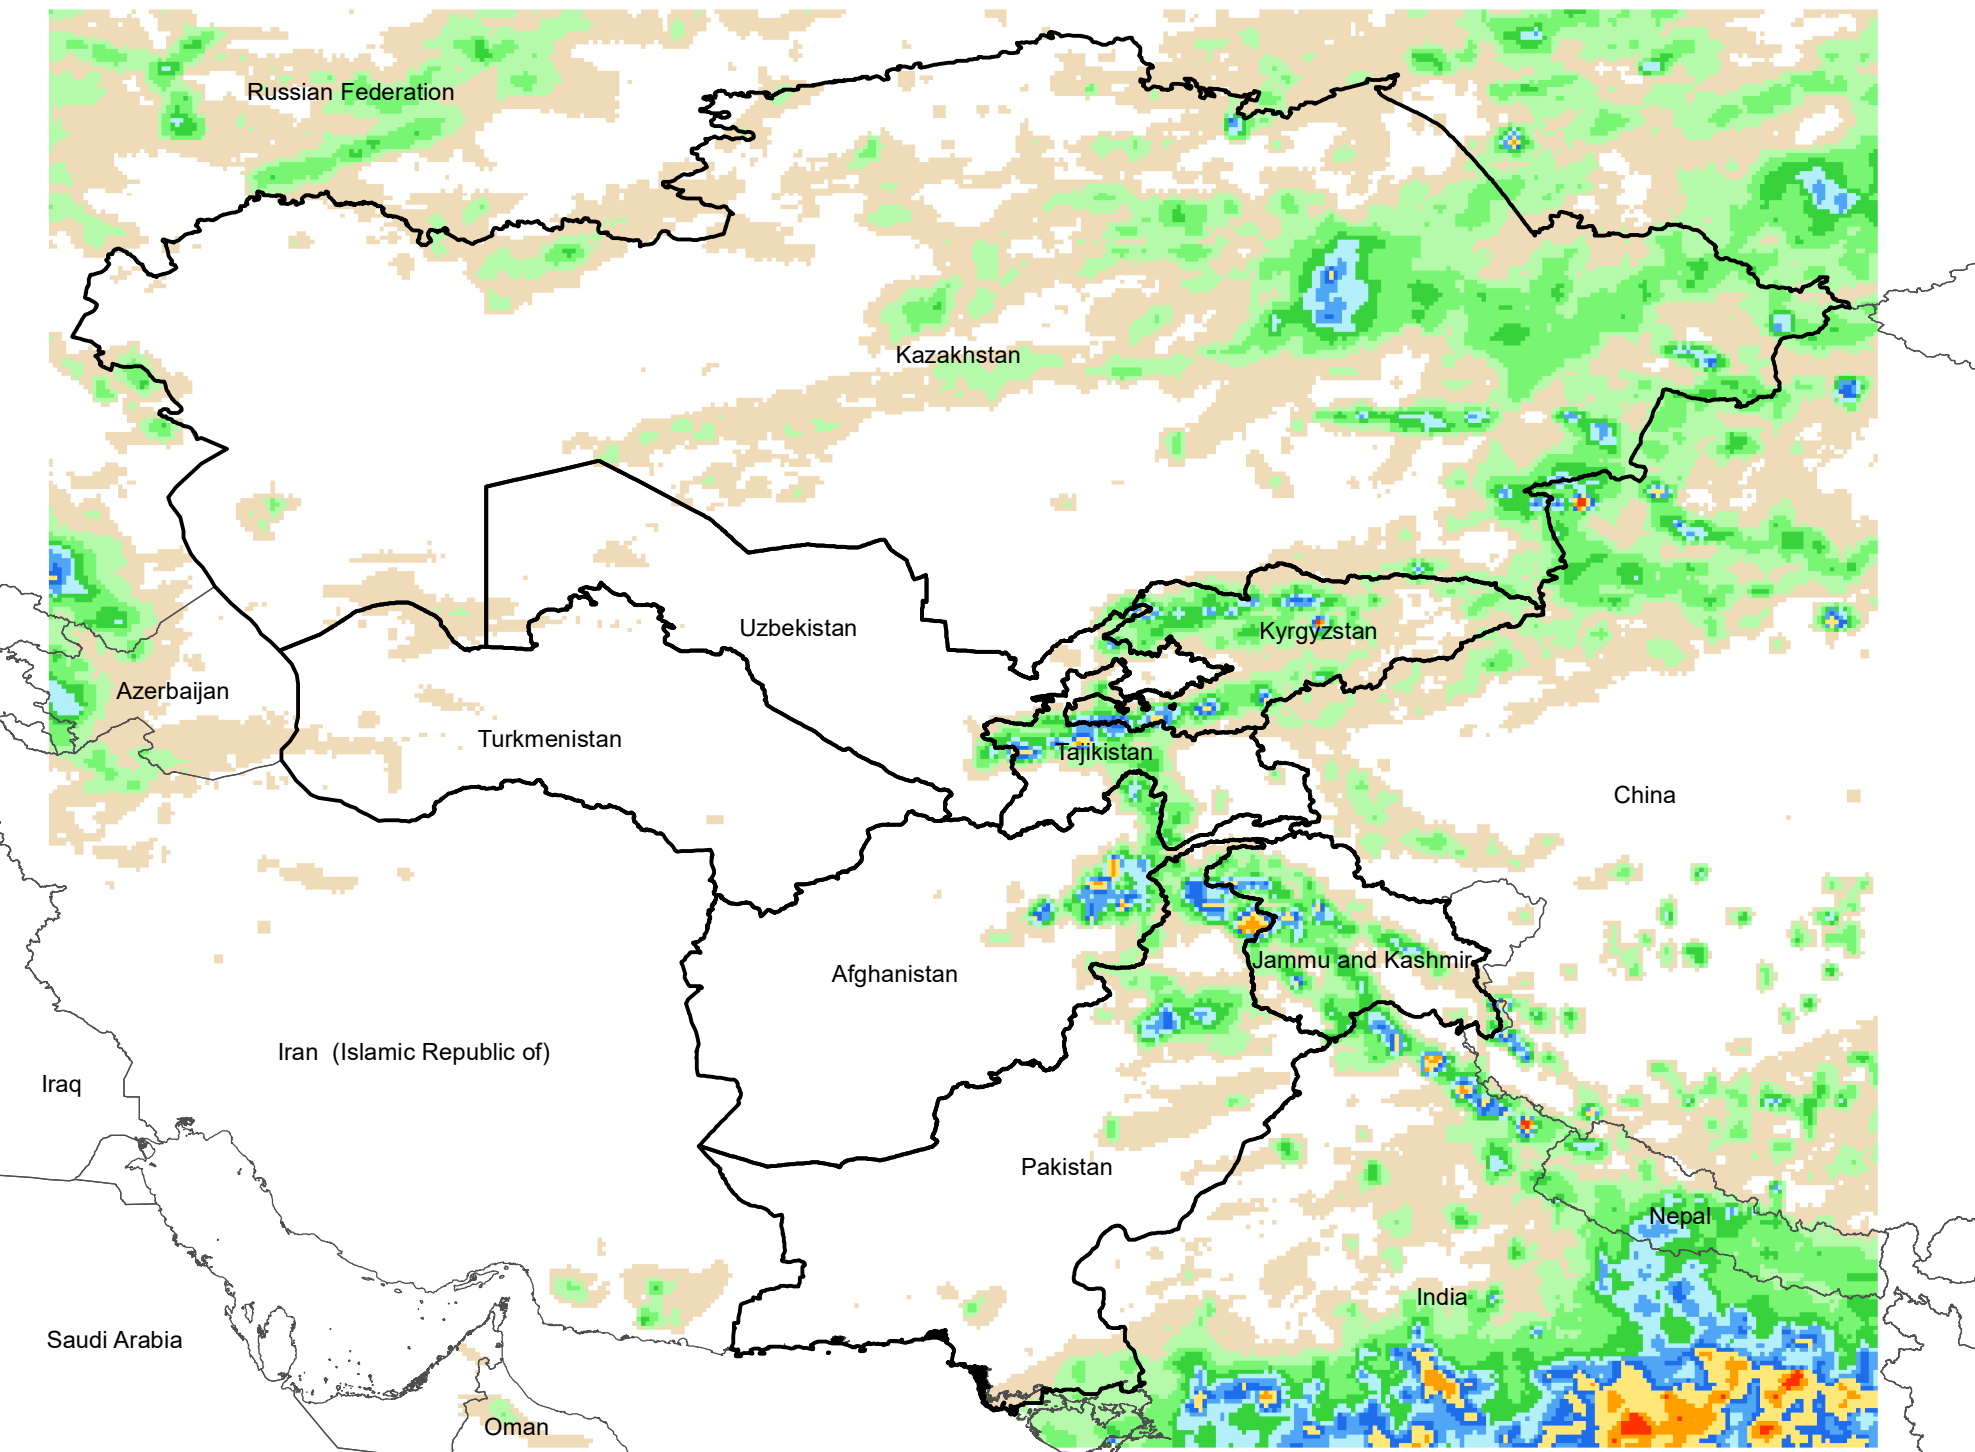 Russian Federation
Kazakhstan
Uzbekistan
Kyrgyzstan
Azerbaijan
Turkmenistan
Tajikistan
China
Afghanistan
Jammu and Kashmir
Iran  (Islamic Republic of)
Iraq
Pakistan
Nepal
India
Saudi Arabia
Oman